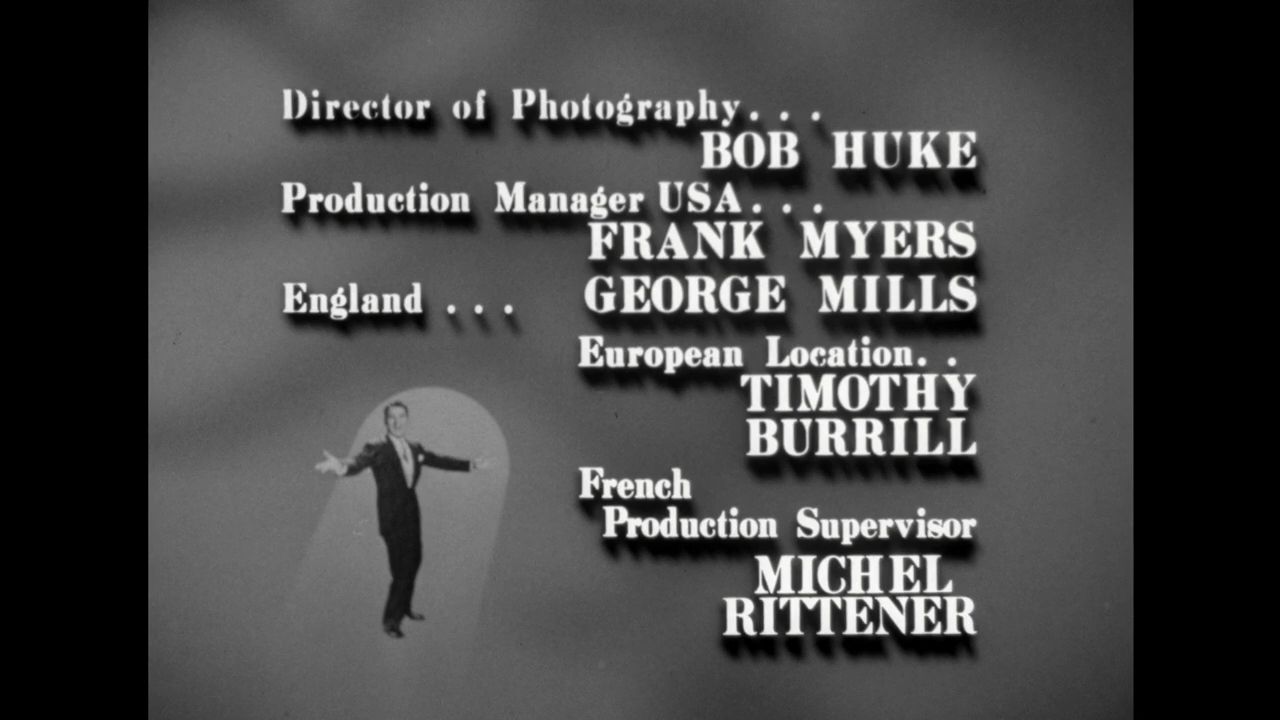 Director of Photography...
BOB HUKE
Production Manager USA...
FRANK MYERS
England ... GEORGE MILLS
European Location..
TIMOTHY
BURRILL
French
Production Supervisor
MICHEL
RITTENER